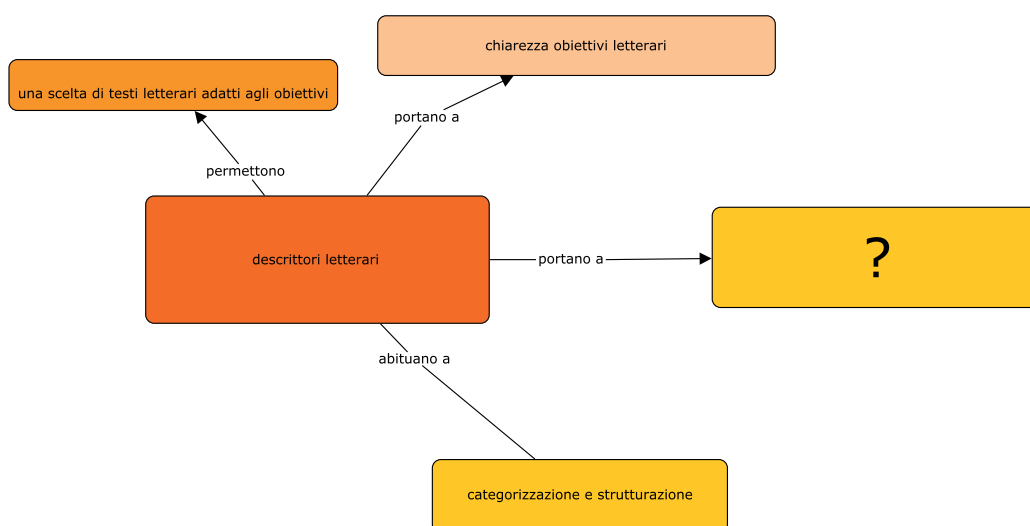 chiarezza obiettivi letterari
una scelta di testi letterari adatti agli obiettivi
portano a
permettono
descrittori letterari
portano a
?
abituano a
categorizzazione e strutturazione